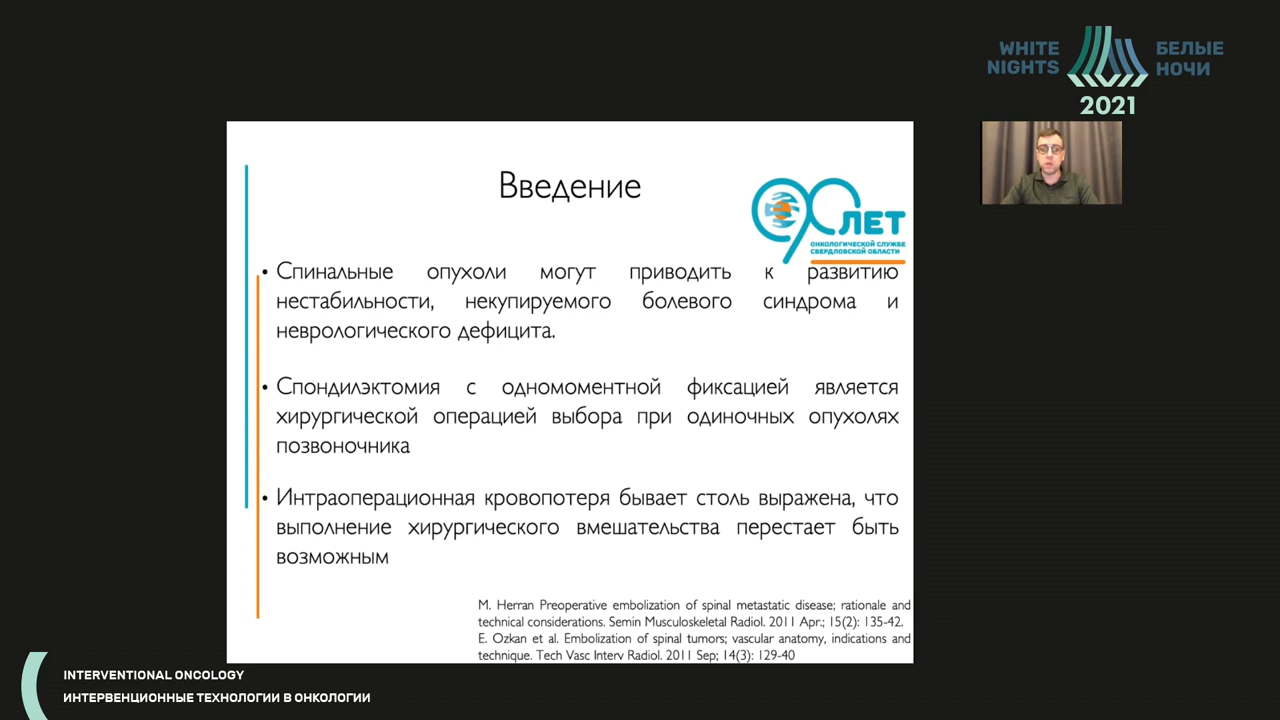 WHITE NIGHTS
БЕЛЫЕ НОЧИ
2021
Введение
90 ЛЕТ
ОНКОЛОГИЧЕСКОЙ СЛУЖБЕ
СВЕРДЛОВСКОЙ ОБЛАСТИ
• Спинальные опухоли могут приводить к развитию
нестабильности, некупируемого болевого синдрома и
неврологического дефицита.
• Спондилэктомия с одномоментной фиксацией является
хирургической операцией выбора при одиночных опухолях
позвоночника
• Интраоперационная кровопотеря бывает столь выражена, что
выполнение хирургического вмешательства перестает быть
возможным
M. Herran Preoperative embolization of spinal metastatic disease; rationale and
technical considerations. Semin Musculoskeletal Radiol. 2011 Apr.; 15(2): 135-42.
E. Ozkan et al. Embolization of spinal tumors; vascular anatomy, indications and
technique. Tech Vasc Interv Radiol. 2011 Sep; 14(3): 129-40
INTERVENTIONAL ONCOLOGY
ИНТЕРВЕНЦИОННЫЕ ТЕХНОЛОГИИ В ОНКОЛОГИИ